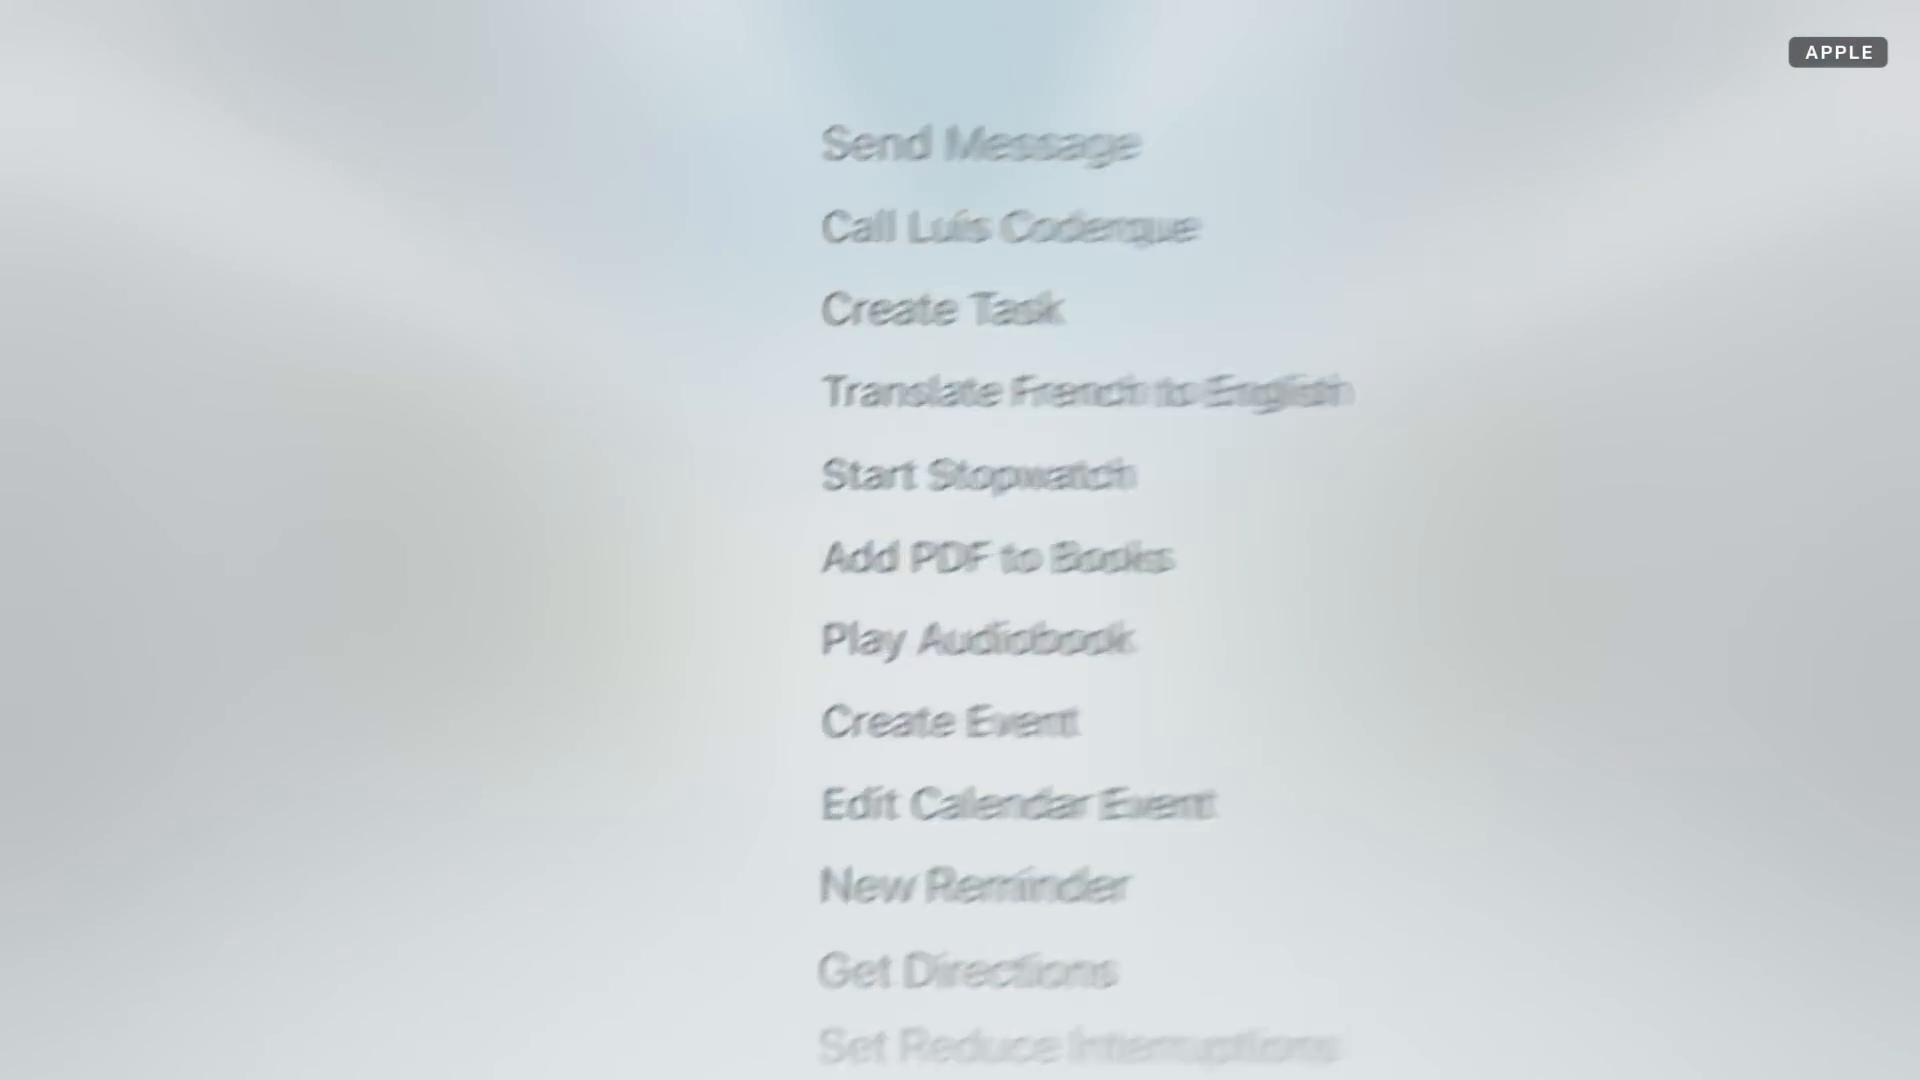 APPLE
Send Message
Call Luis Coderque
Create Task
Translate French to English
Start Stopwatch
Add PDF to Books
Play Audiobook
Create Event
Edit Calendar Event
New Reminder
Get Directions
Set Reduce Interruptions